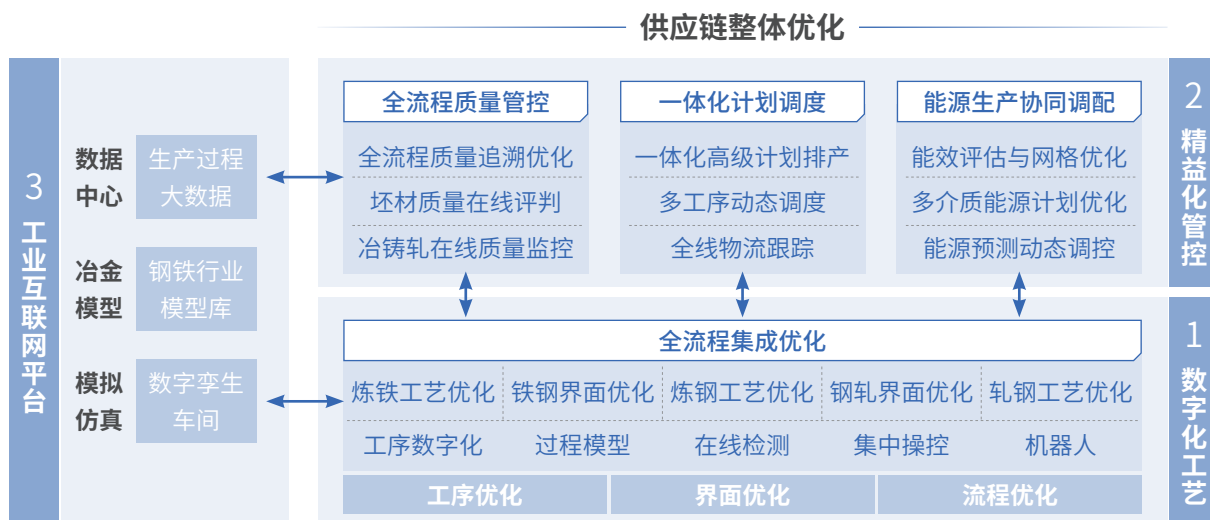 供应链整体优化
3
工业互联网平台
数据
中心
生产过程
大数据
冶金
模型
钢铁行业
模型库
模拟
仿真
数字孪生
车间
全流程质量管控
全流程质量追溯优化
坯材质量在线评判
冶铸轧在线质量监控
一体化计划调度
一体化高级计划排产
多工序动态调度
全线物流跟踪
能源生产协同调配
能效评估与网格优化
多介质能源计划优化
能源预测动态调控
2
精益化管控
全流程集成优化
炼铁工艺优化
铁钢界面优化
炼钢工艺优化
钢轧界面优化
轧钢工艺优化
工序数字化
过程模型
在线检测
集中操控
机器人
工序优化
界面优化
流程优化
1
数字化工艺